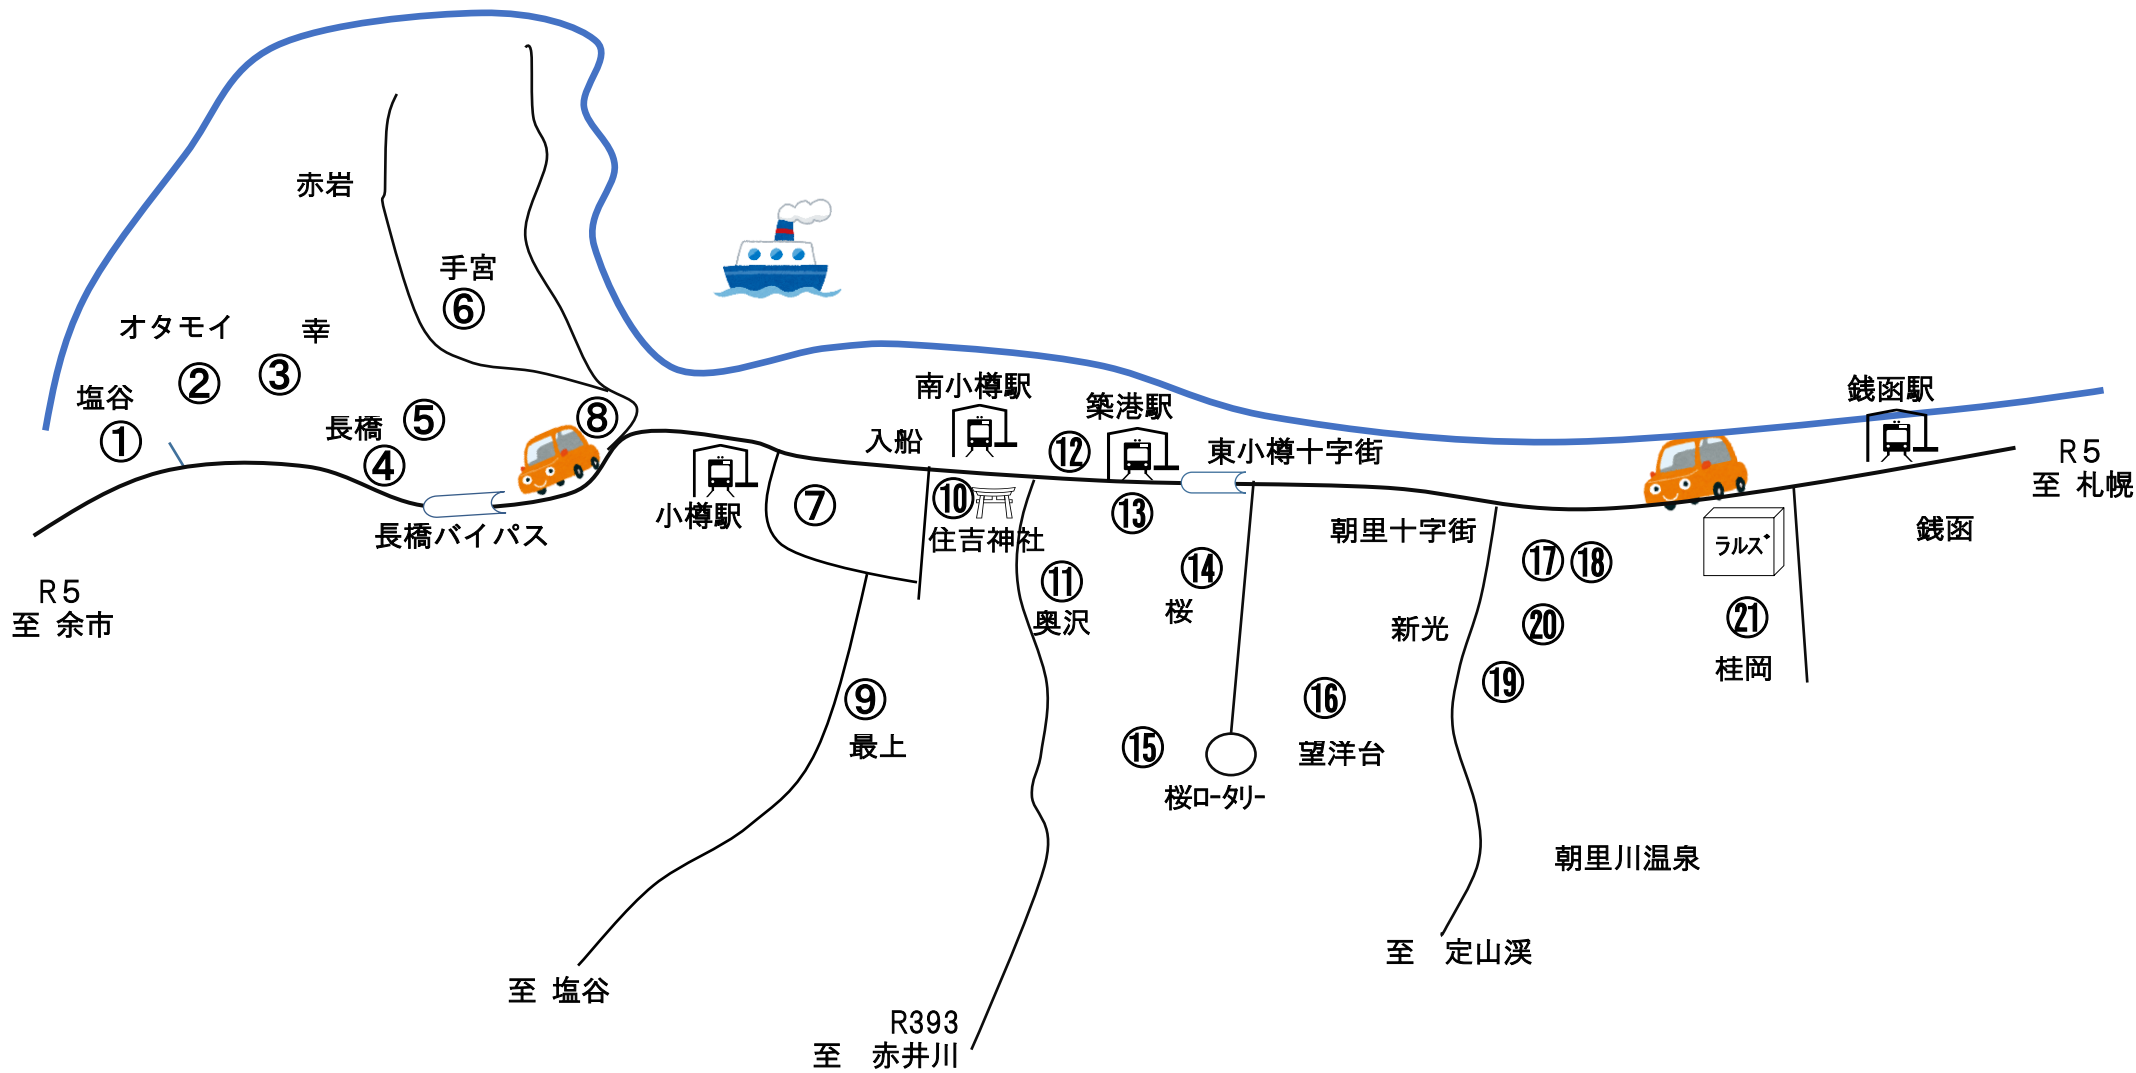 赤岩
手宮
⑥
オタモイ
幸
②
③
塩谷
①
長橋
④
⑤
⑧
長橋バイパス
小樽駅
⑦
入船
南小樽駅
⑩
住吉神社
⑫
築港駅
⑬
東小樽十字街
銭函駅
R5
至 札幌
銭函
朝里十字街
⑰
⑱
ラルズ
R5
至 余市
⑪
奥沢
⑭
桜
新光
⑳
㉑
桂岡
⑲
⑨
最上
⑮
⑯
望洋台
桜ロータリー
朝里川温泉
至 定山渓
至 塩谷
R393
至 赤井川